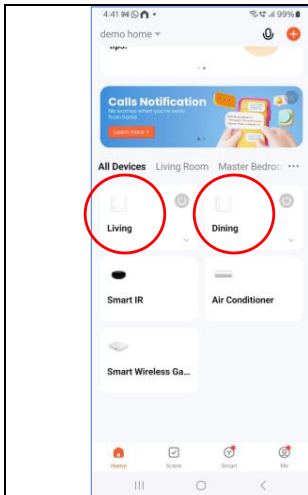 4:41
99%
demo home
tips.
Calls Notification
No worries when you're away
from home.
Learn more >
All Devices Living Room Master Bedroo ···
Living
Dining
Smart IR
Air Conditioner
Smart Wireless Ga...
Home Scene Smart Me